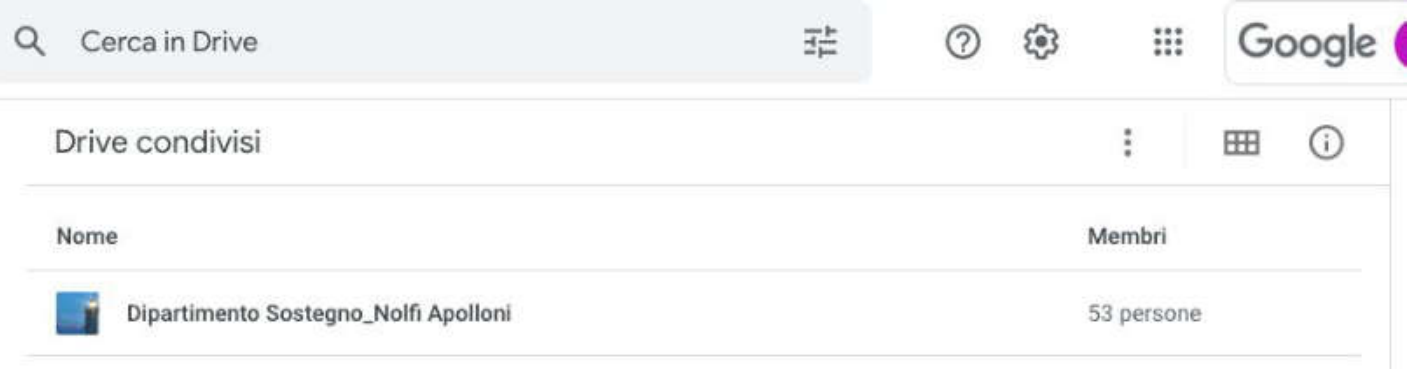 Cerca in Drive
Google
Drive condivisi
Nome Membri
Dipartimento Sostegno_Nolfi Apolloni 53 persone